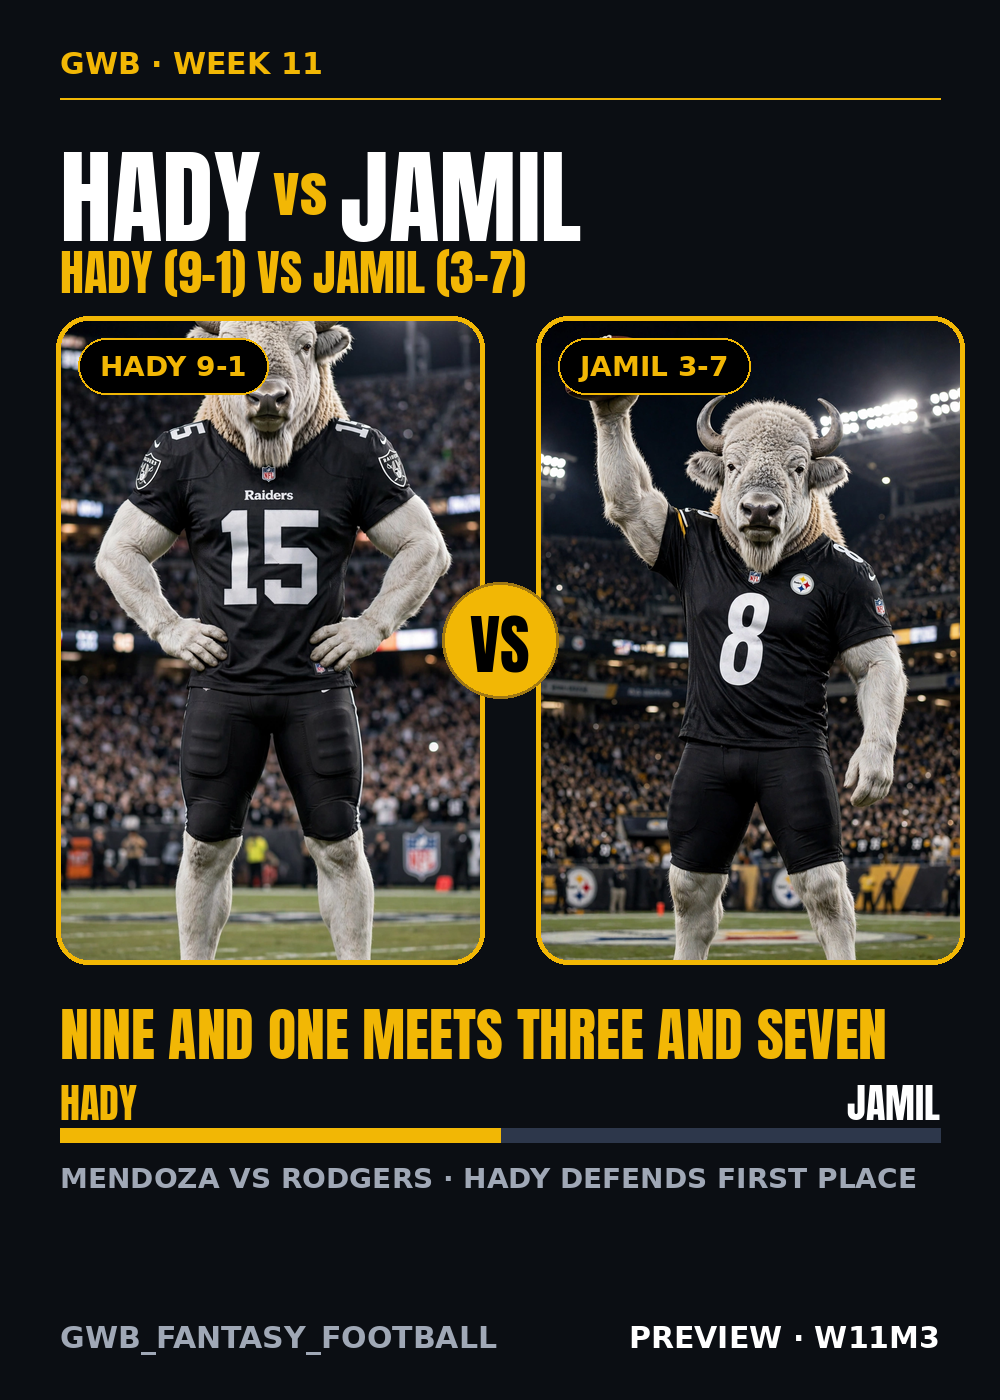 GWB · WEEK 11
HADY VS JAMIL
HADY (9-1) VS JAMIL (3-7)
HADY 9-1
JAMIL 3-7
Raiders
15
8
VS
NINE AND ONE MEETS THREE AND SEVEN
HADY
JAMIL
MENDOZA VS RODGERS · HADY DEFENDS FIRST PLACE
GWB_FANTASY_FOOTBALL
PREVIEW · W11M3